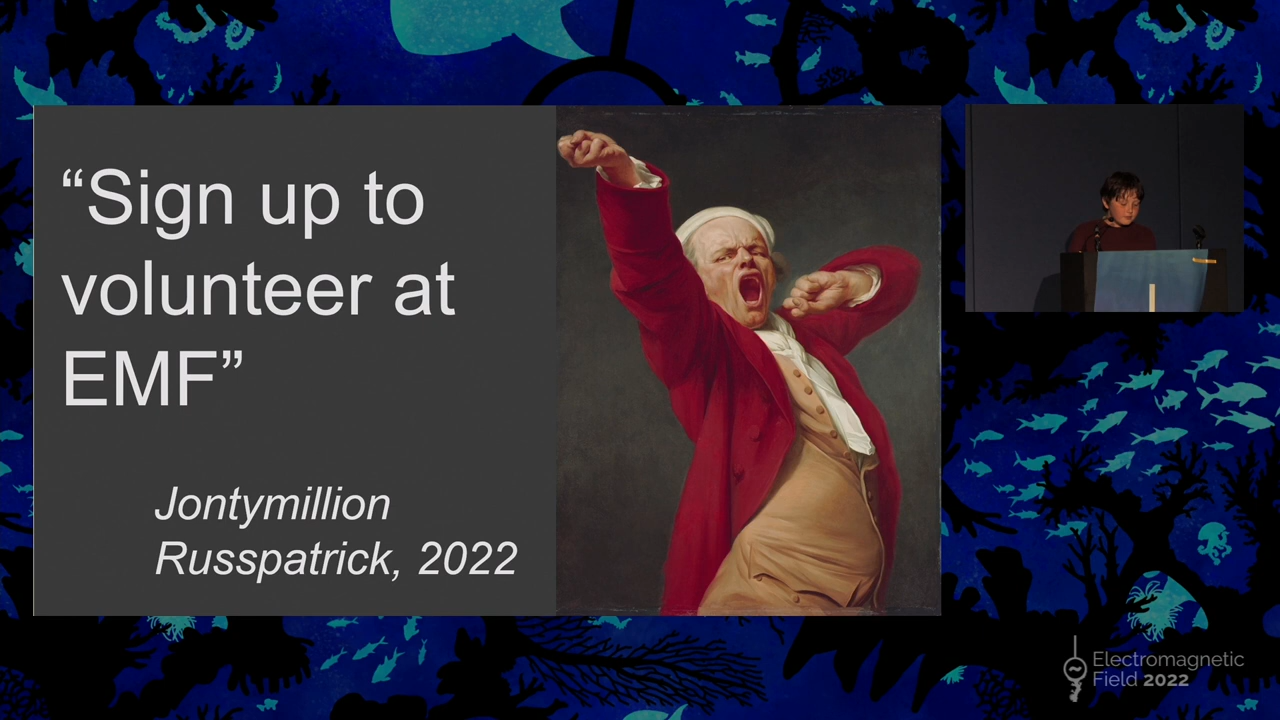 “Sign up to
volunteer at
EMF”
Jontymillion
Russpatrick, 2022
Electromagnetic
Field 2022